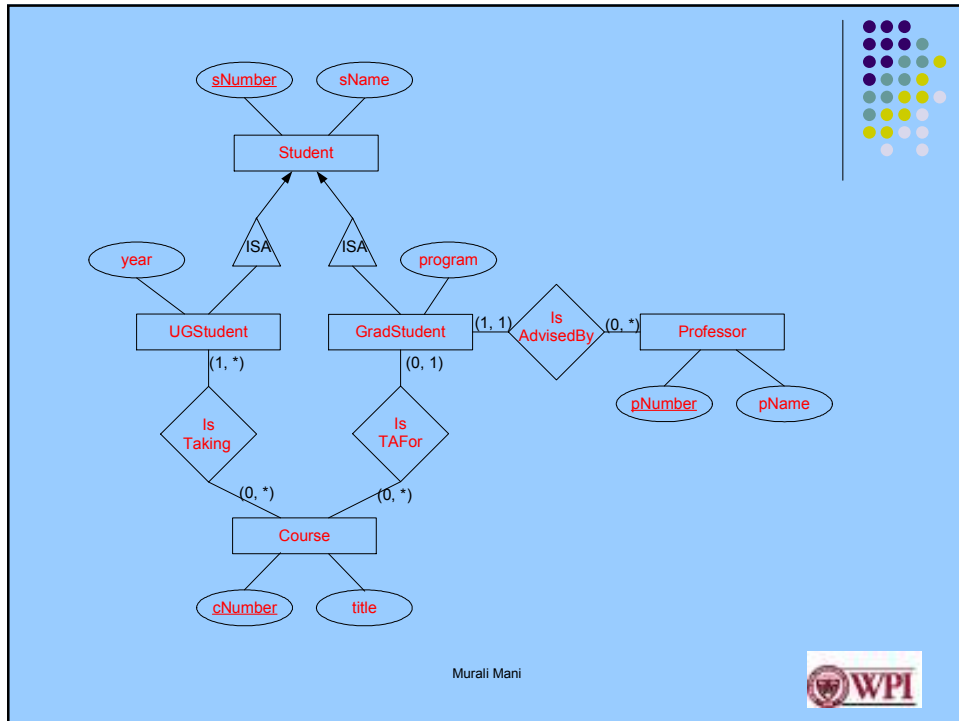 sNumber
sName
Student
ISA
ISA
year
program
UGStudent
GradStudent
(1, 1)
Is
AdvisedBy
(0, *)
Professor
(1, *)
(0, 1)
pNumber
pName
Is
Taking
Is
TAFor
(0, *)
(0, *)
Course
cNumber
title
Murali Mani
WPI